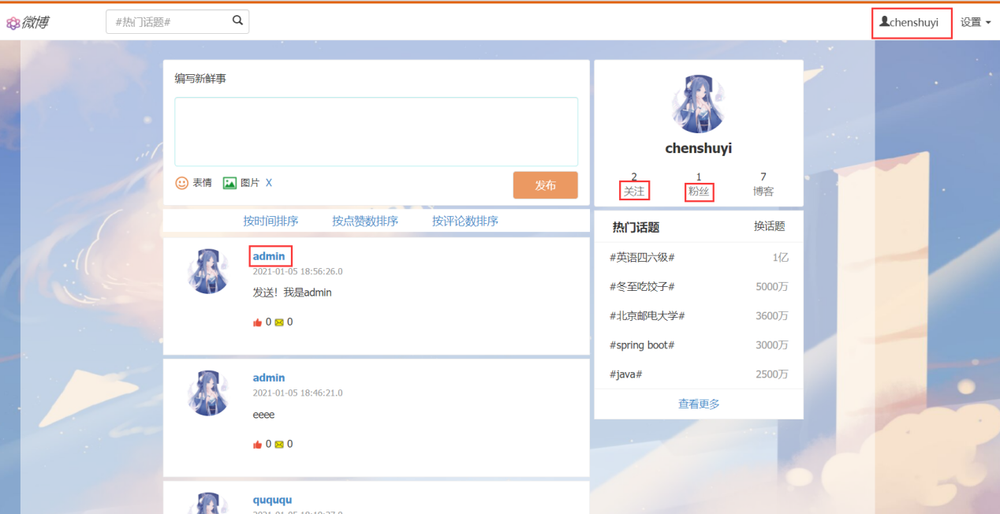 微博
#热门话题#
chenshuyi
设置
编写新鲜事
表情 图片 X
发布
按时间排序 按点赞数排序 按评论数排序
admin
2021-01-05 18:56:26.0
发送！我是admin
0 0
admin
2021-01-05 18:46:21.0
eeee
0 0
quququ
chenshuyi
2 1 7
关注 粉丝 博客
热门话题 换话题
#英语四六级# 1亿
#冬至吃饺子# 5000万
#北京邮电大学# 3600万
#spring boot# 3000万
#java# 2500万
查看更多